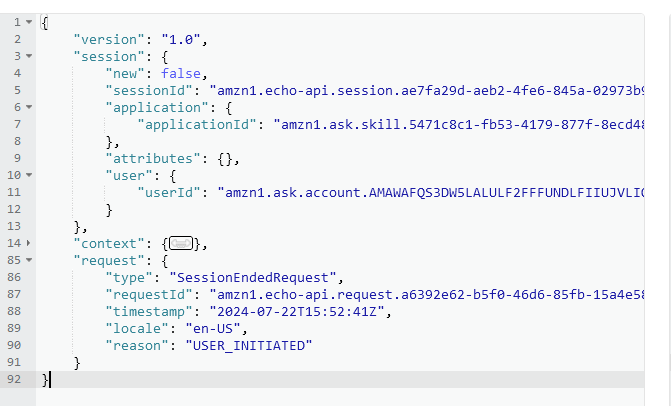 1 {
2 "version": "1.0",
3 "session": {
4 "new": false,
5 "sessionId": "amzn1.echo-api.session.ae7fa29d-aeb2-4fe6-845a-02973b9
6 "application": {
7 "applicationId": "amzn1.ask.skill.5471c8c1-fb53-4179-877f-8ecd48
8 },
9 "attributes": {},
10 "user": {
11 "userId": "amzn1.ask.account.AMAWAFQS3DW5LALULF2FFFUNDLFIIUJVLIC
12 }
13 },
14 "context": {},
85 "request": {
86 "type": "SessionEndedRequest",
87 "requestId": "amzn1.echo-api.request.a6392e62-b5f0-46d6-85fb-15a4e58
88 "timestamp": "2024-07-22T15:52:41Z",
89 "locale": "en-US",
90 "reason": "USER_INITIATED"
91 }
92 }